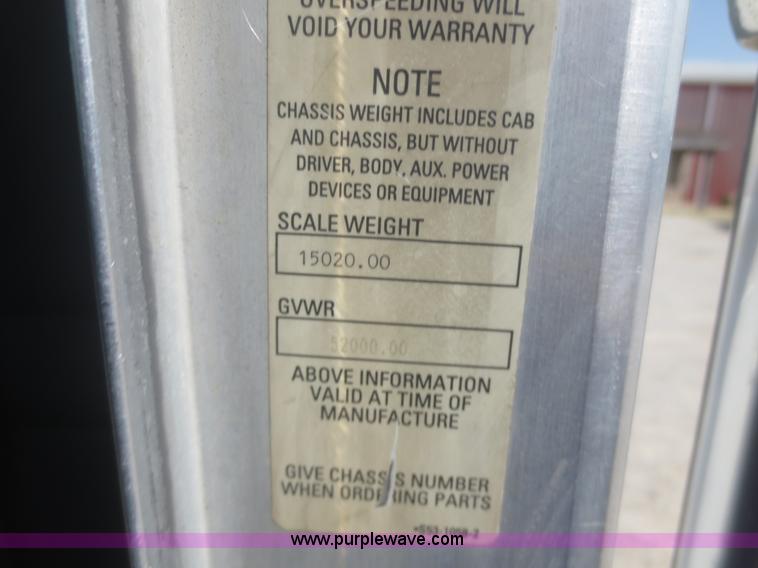 OVERSPEEDING WILL
VOID YOUR WARRANTY
NOTE
CHASSIS WEIGHT INCLUDES CAB
AND CHASSIS, BUT WITHOUT
DRIVER, BODY, AUX. POWER
DEVICES OR EQUIPMENT
SCALE WEIGHT
15020.00
GVWR
52000.00
ABOVE INFORMATION
VALID AT TIME OF
MANUFACTURE
GIVE CHASSIS NUMBER
WHEN ORDERING PARTS
www.purplewave.com